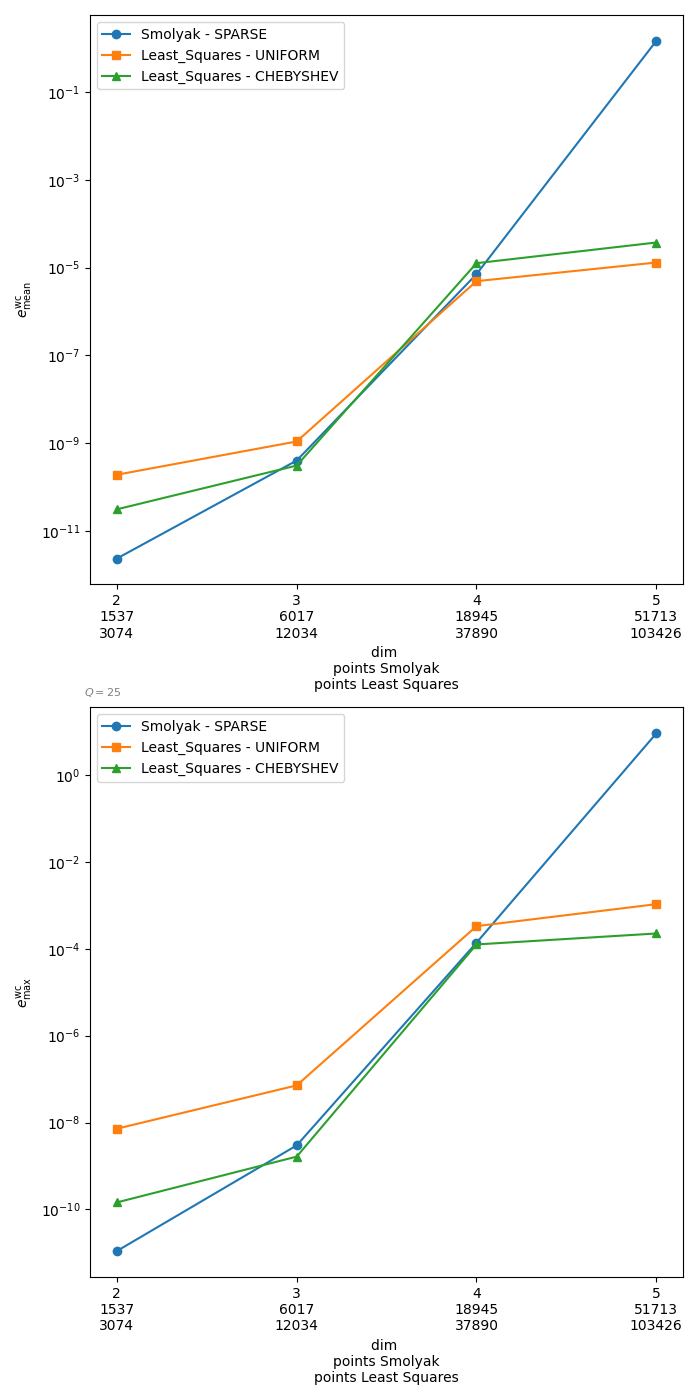 Smolyak - SPARSE
Least_Squares - UNIFORM
Least_Squares - CHEBYSHEV
10⁻¹
10⁻³
10⁻⁵
10⁻⁷
10⁻⁹
10⁻¹¹
e^wc_mean
2 3 4 5
1537 6017 18945 51713
3074 12034 37890 103426
dim
points Smolyak
points Least Squares
Q = 25
Smolyak - SPARSE
Least_Squares - UNIFORM
Least_Squares - CHEBYSHEV
10⁰
10⁻²
10⁻⁴
10⁻⁶
10⁻⁸
10⁻¹⁰
e^wc_max
2 3 4 5
1537 6017 18945 51713
3074 12034 37890 103426
dim
points Smolyak
points Least Squares